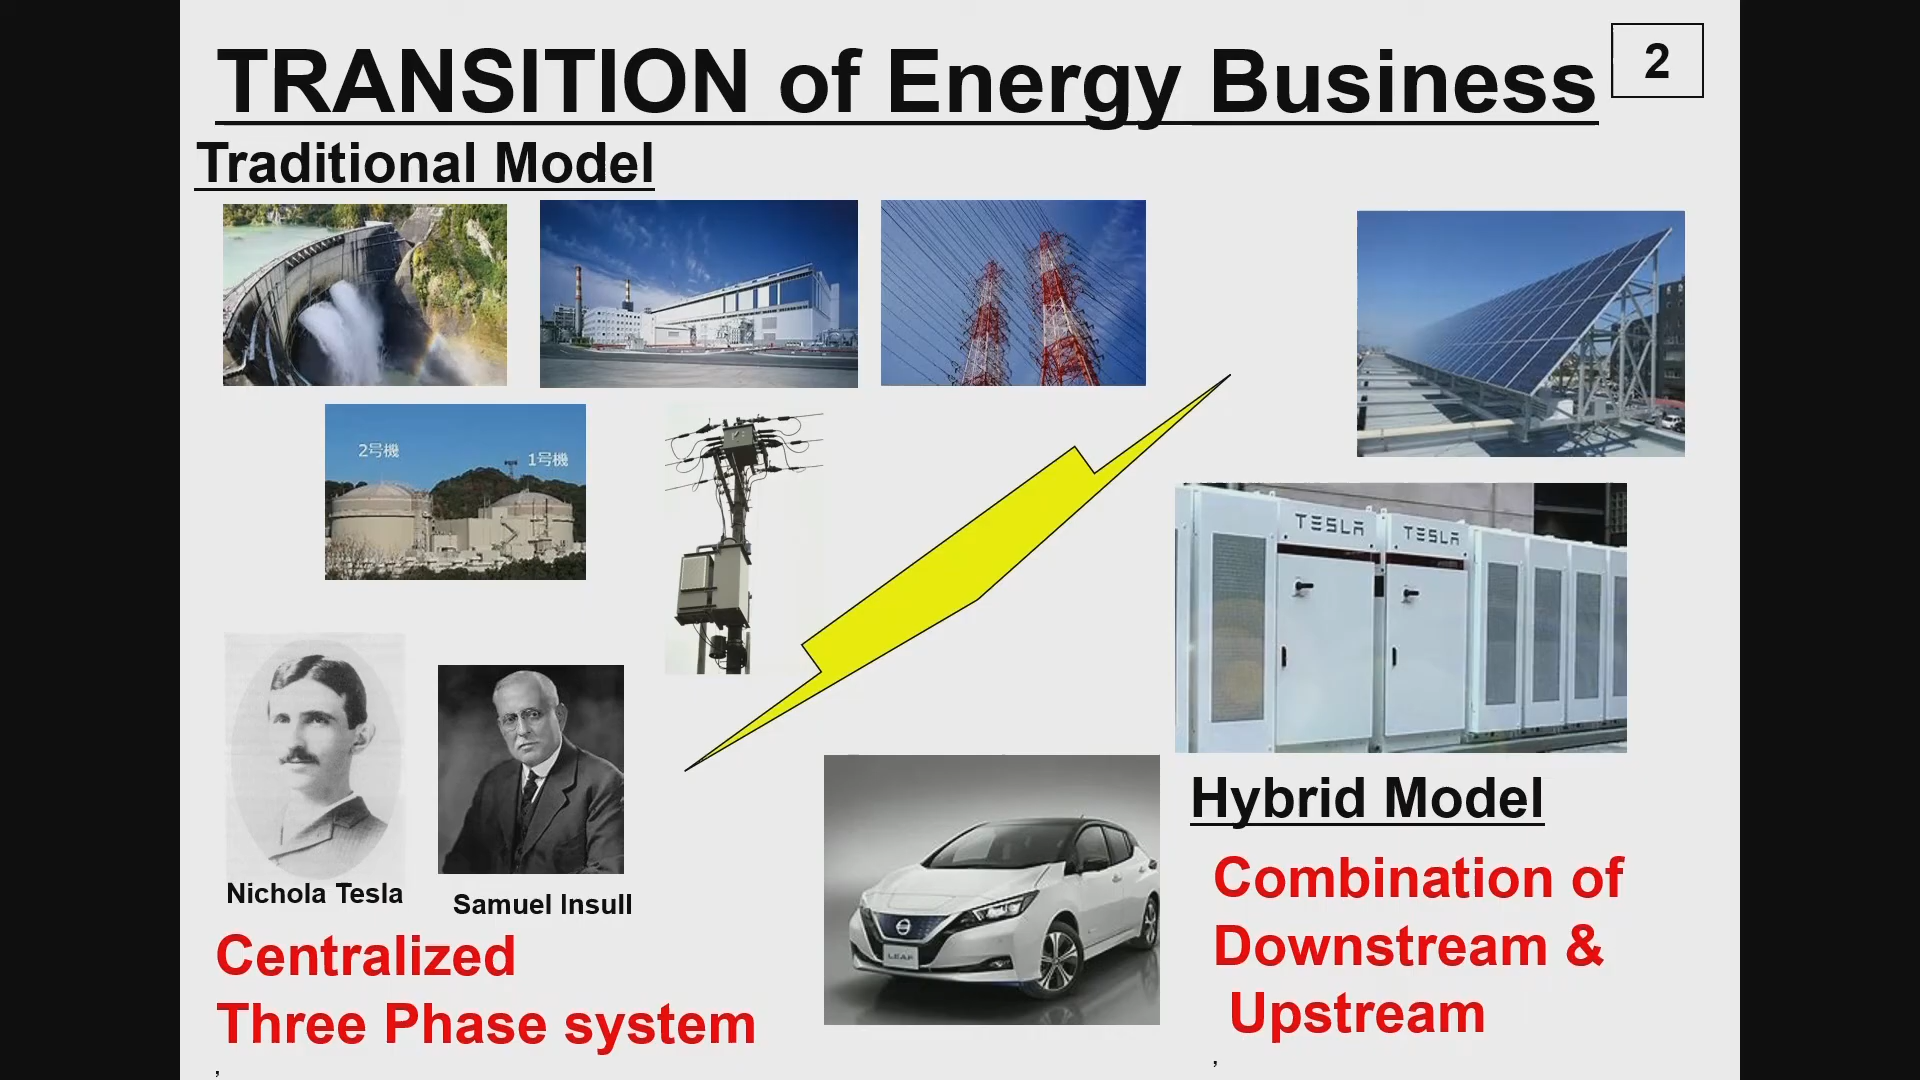 TRANSITION of Energy Business
2
Traditional Model
2号機
1号機
TESLA
TESLA
LEAF
Nichola Tesla
Samuel Insull
Centralized
Three Phase system
,
Hybrid Model
Combination of
Downstream &
Upstream
,